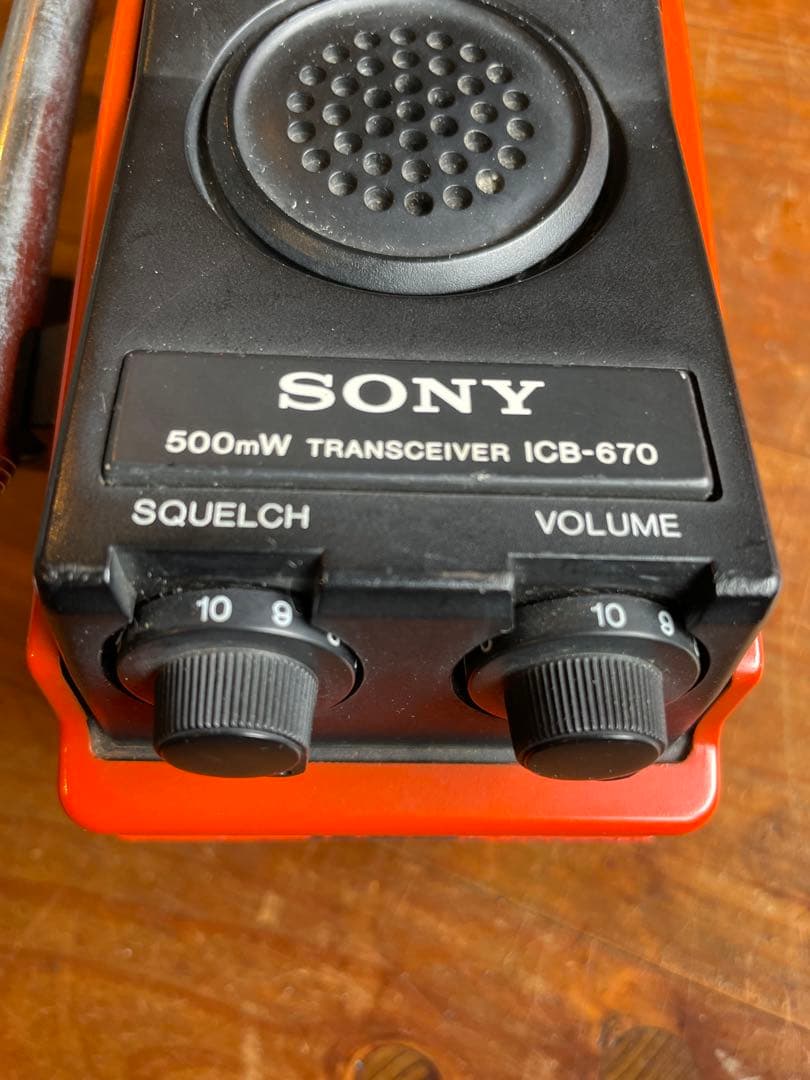 SONY
500mW TRANSCEIVER ICB-670
SQUELCH VOLUME
10 9 10 9